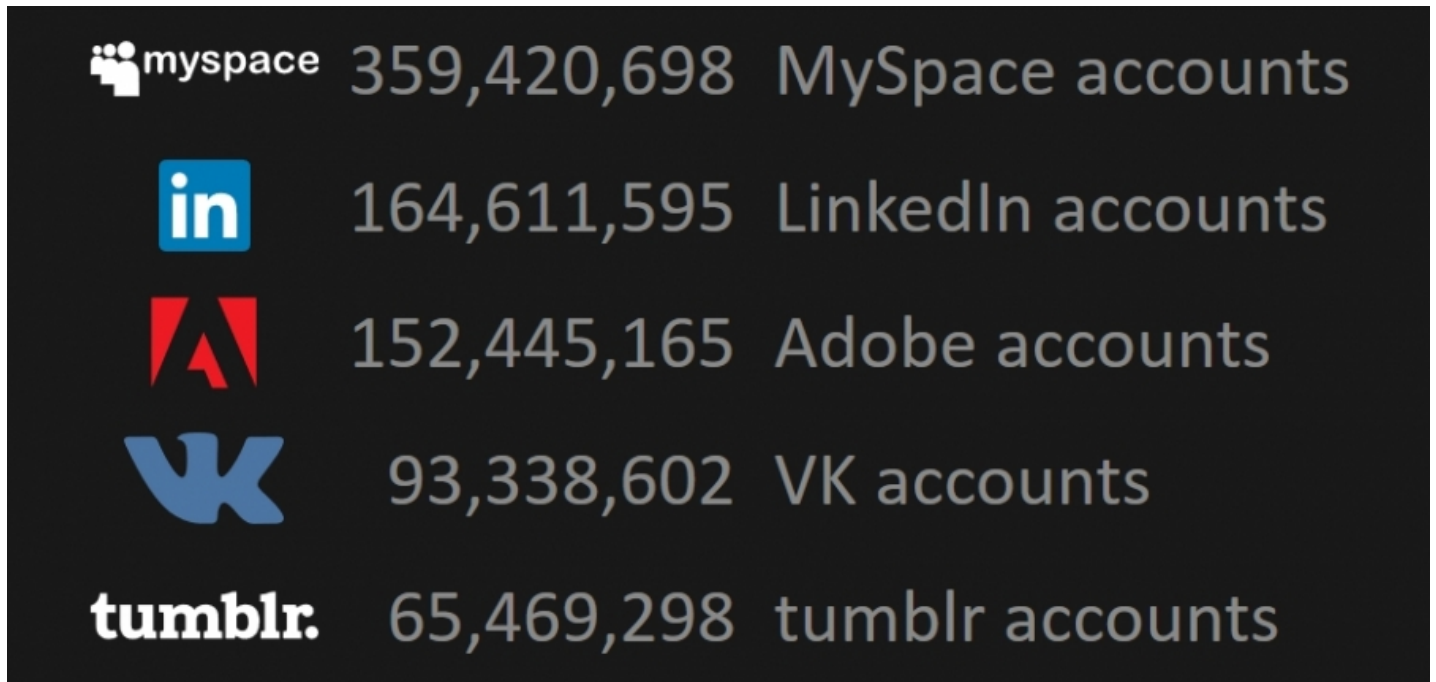 myspace 359,420,698 MySpace accounts
in 164,611,595 LinkedIn accounts
152,445,165 Adobe accounts
VK 93,338,602 VK accounts
tumblr. 65,469,298 tumblr accounts